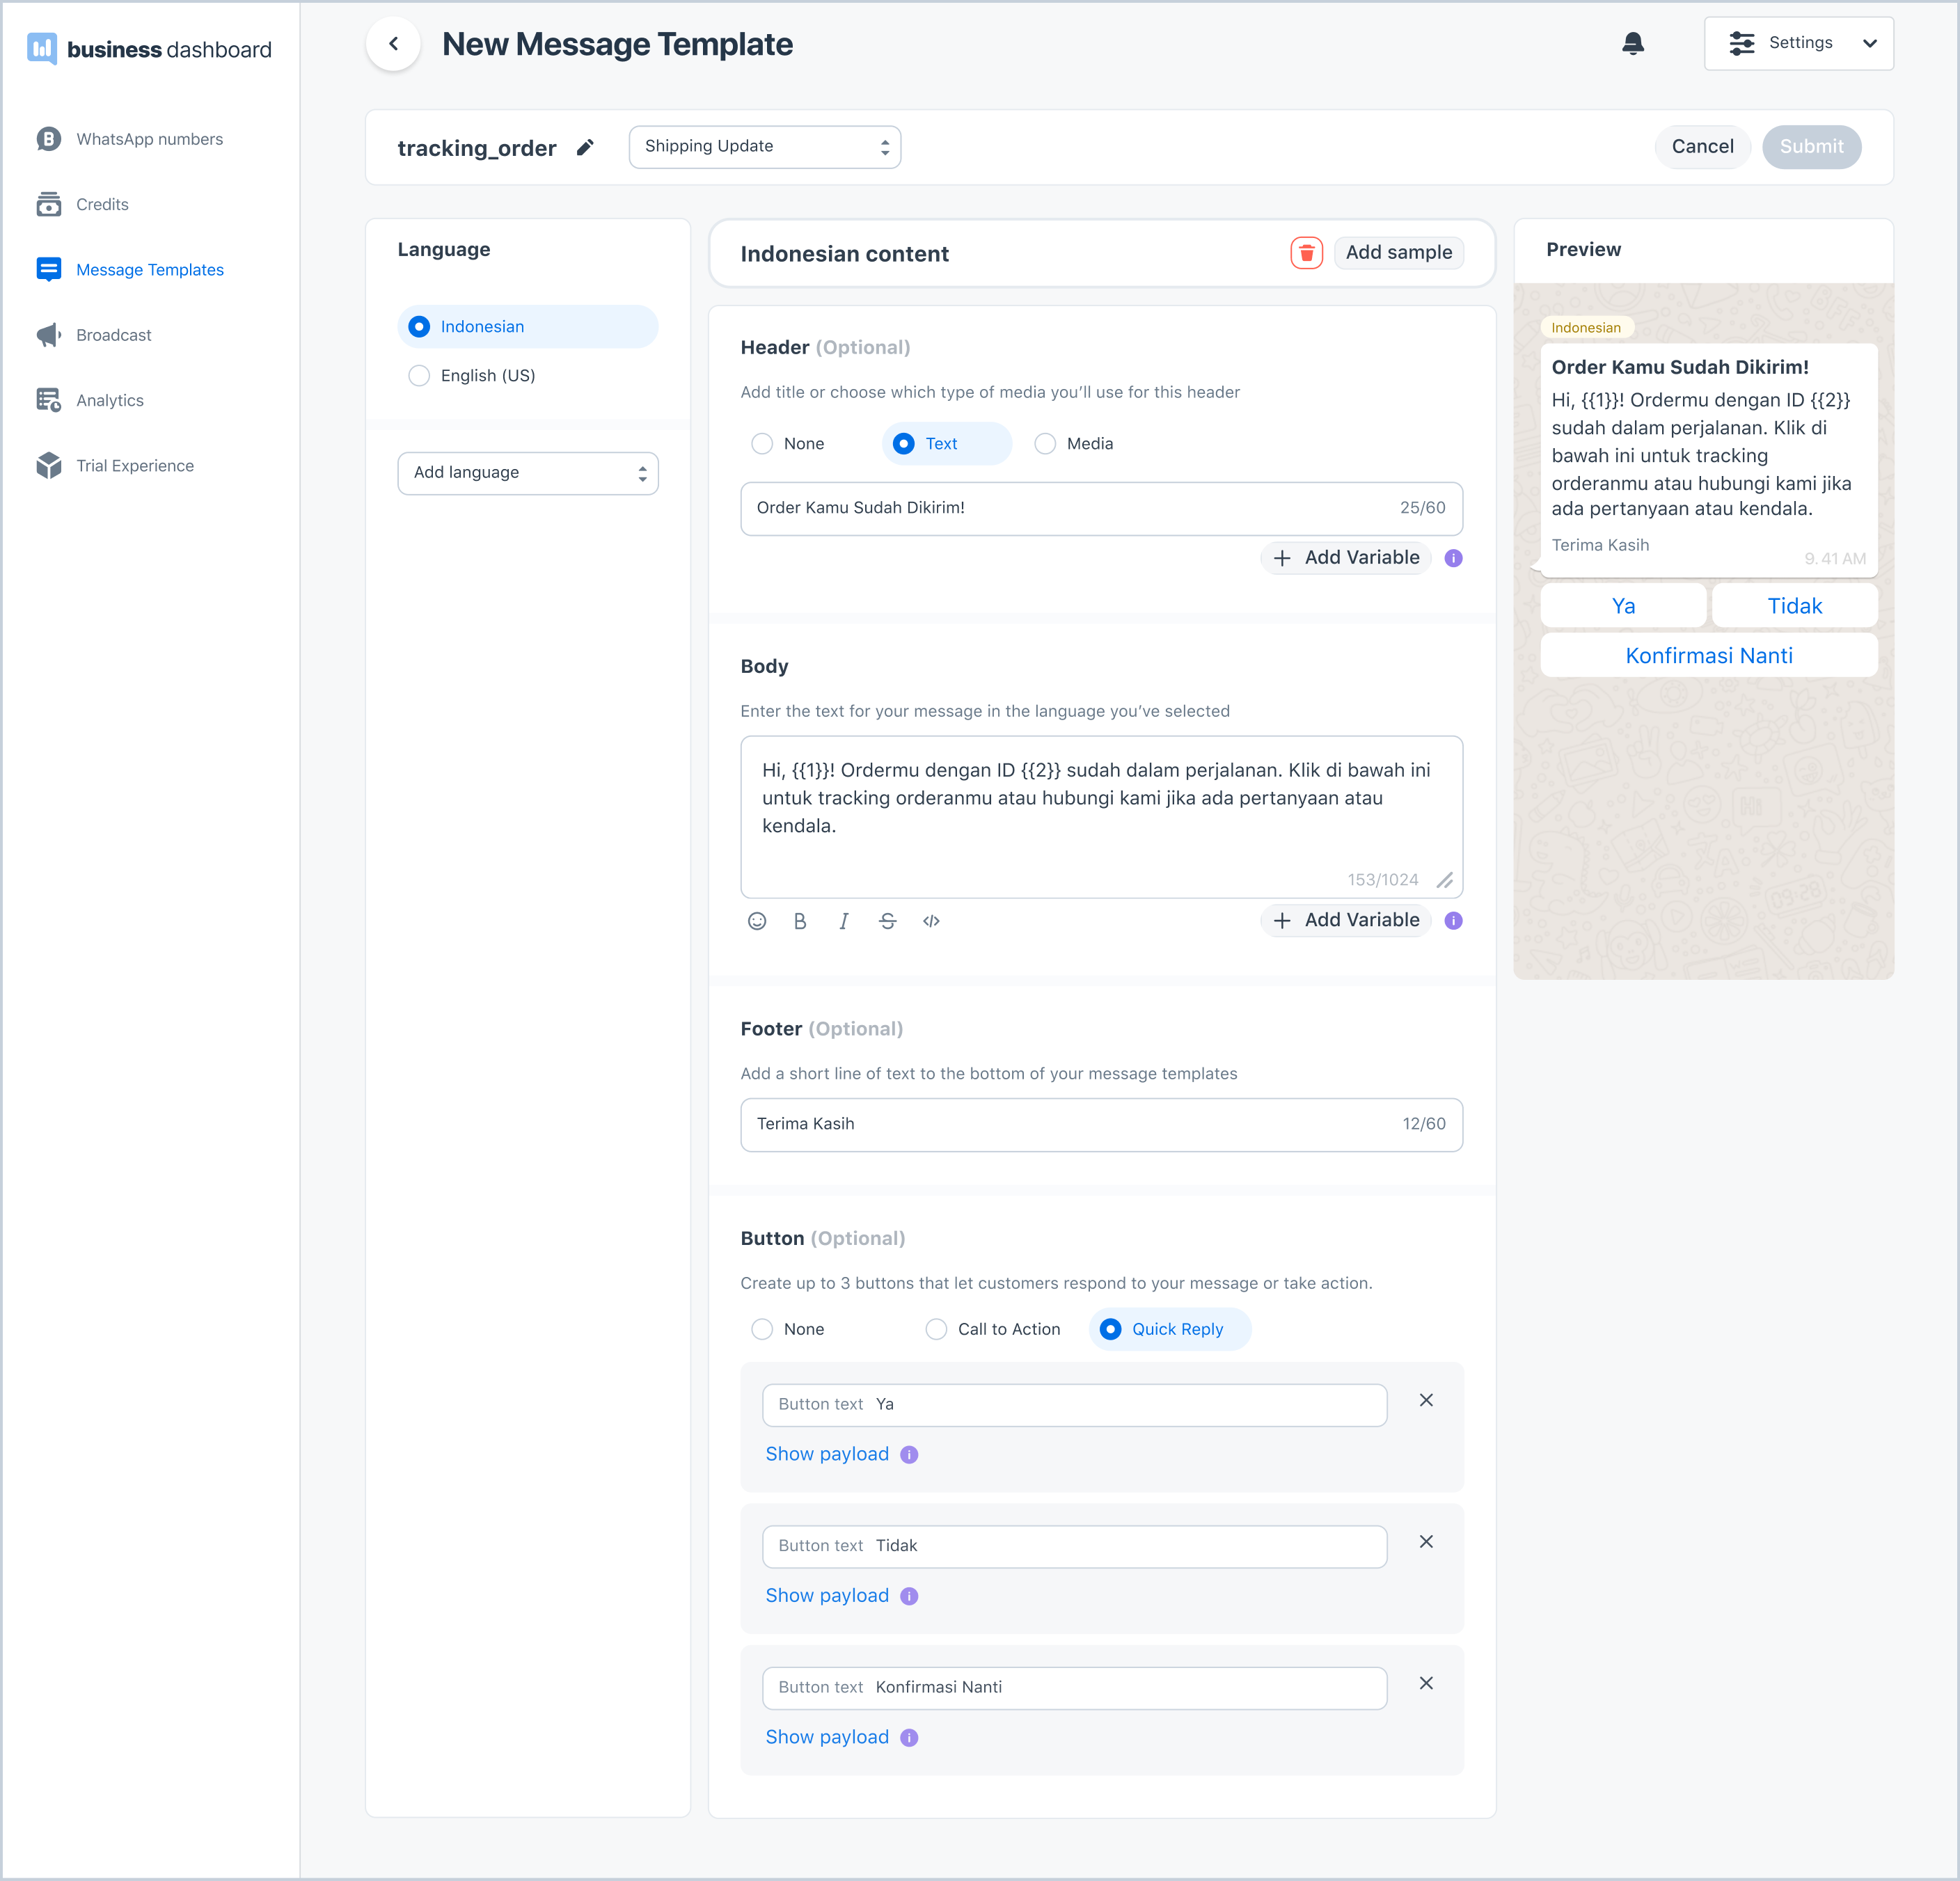 business dashboard
New Message Template
Settings
WhatsApp numbers
Credits
Message Templates
Broadcast
Analytics
Trial Experience
tracking_order
Shipping Update
Cancel
Submit
Language
Indonesian
English (US)
Add language
Indonesian content
Add sample
Header (Optional)
Add title or choose which type of media you’ll use for this header
None
Text
Media
Order Kamu Sudah Dikirim!
25/60
Add Variable
Body
Enter the text for your message in the language you’ve selected
Hi, {{1}}! Ordermu dengan ID {{2}} sudah dalam perjalanan. Klik di bawah ini
untuk tracking orderanmu atau hubungi kami jika ada pertanyaan atau
kendala.
153/1024
Add Variable
Footer (Optional)
Add a short line of text to the bottom of your message templates
Terima Kasih
12/60
Button (Optional)
Create up to 3 buttons that let customers respond to your message or take action.
None
Call to Action
Quick Reply
Button text Ya
Show payload
Button text Tidak
Show payload
Button text Konfirmasi Nanti
Show payload
Preview
Indonesian
Order Kamu Sudah Dikirim!
Hi, {{1}}! Ordermu dengan ID {{2}}
sudah dalam perjalanan. Klik di
bawah ini untuk tracking
orderanmu atau hubungi kami jika
ada pertanyaan atau kendala.
Terima Kasih
9.41 AM
Ya
Tidak
Konfirmasi Nanti
Hi
09:28